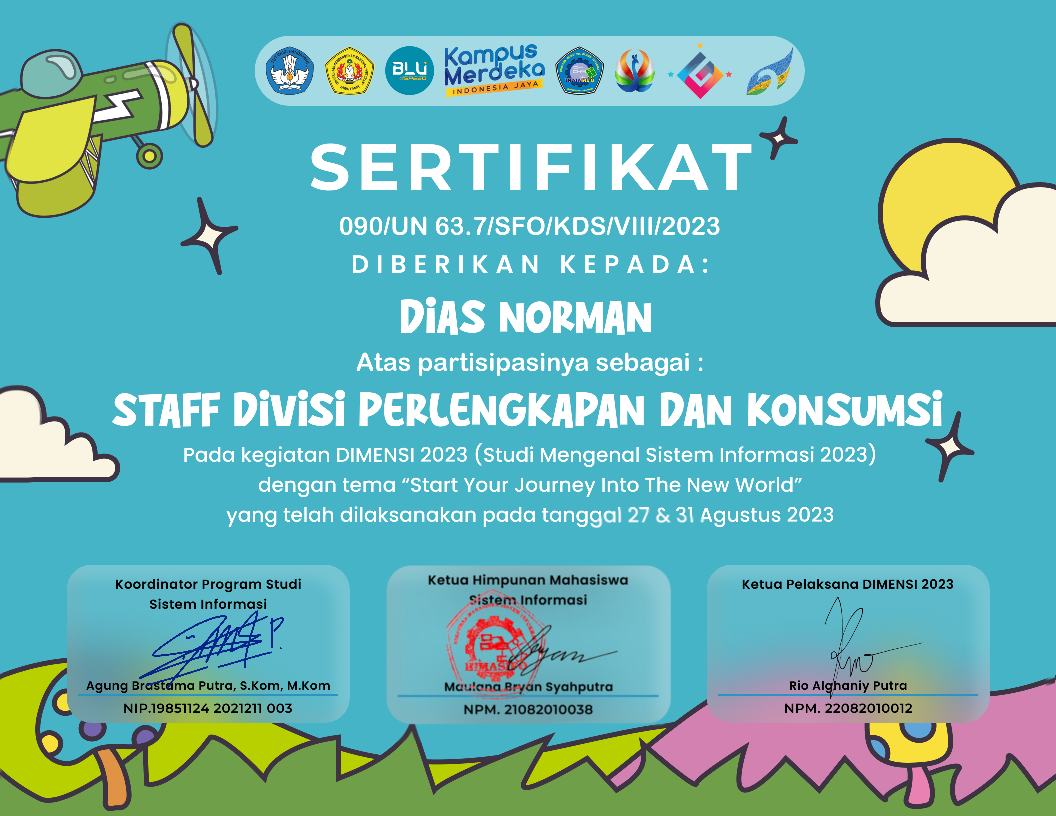 BLU
Kampus
Merdeka
INDONESIA JAYA
SERTIFIKAT
090/UN 63.7/SFO/KDS/VIII/2023
DIBERIKAN KEPADA:
DiAS NORMAN
Atas partisipasinya sebagai :
STAFF DiViSi PERLENGKAPAN DAN KONSUMSi
Pada kegiatan DIMENSI 2023 (Studi Mengenal Sistem Informasi 2023)
dengan tema “Start Your Journey Into The New World”
yang telah dilaksanakan pada tanggal 27 & 31 Agustus 2023
Koordinator Program Studi
Sistem Informasi
Agung Brastama Putra, S.Kom, M.Kom
NIP.19851124 2021211 003
Ketua Himpunan Mahasiswa
Sistem Informasi
HIMASIFO
Maulana Bryan Syahputra
NPM. 21082010038
Ketua Pelaksana DIMENSI 2023
Rio Alghaniy Putra
NPM. 22082010012